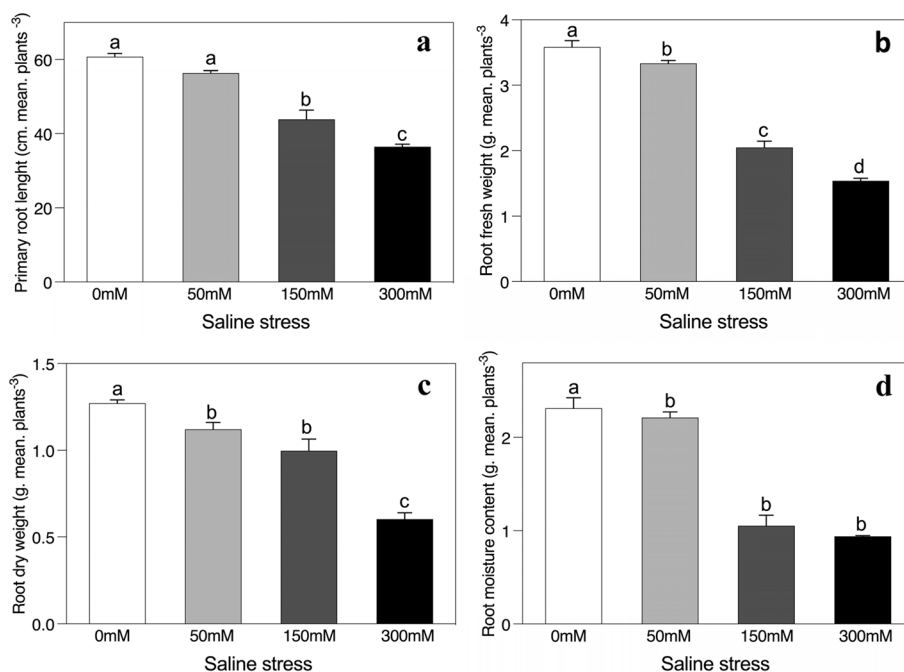 Primary root lenght (cm. mean. plants⁻³)
60
40
20
0
a
a
b
c
a
0mM 50mM 150mM 300mM
Saline stress
Root fresh weight (g. mean. plants⁻³
4
3
2
1
0
a
b
c
d
b
0mM 50mM 150mM 300mM
Saline stress
Root dry weight (g. mean. plants⁻³)
1.5
1.0
0.5
0.0
a
b
b
c
c
0mM 50mM 150mM 300mM
Saline stress
Root moisture content (g. mean. plants⁻³)
2
1
0
a
b
b
b
d
0mM 50mM 150mM 300mM
Saline stress